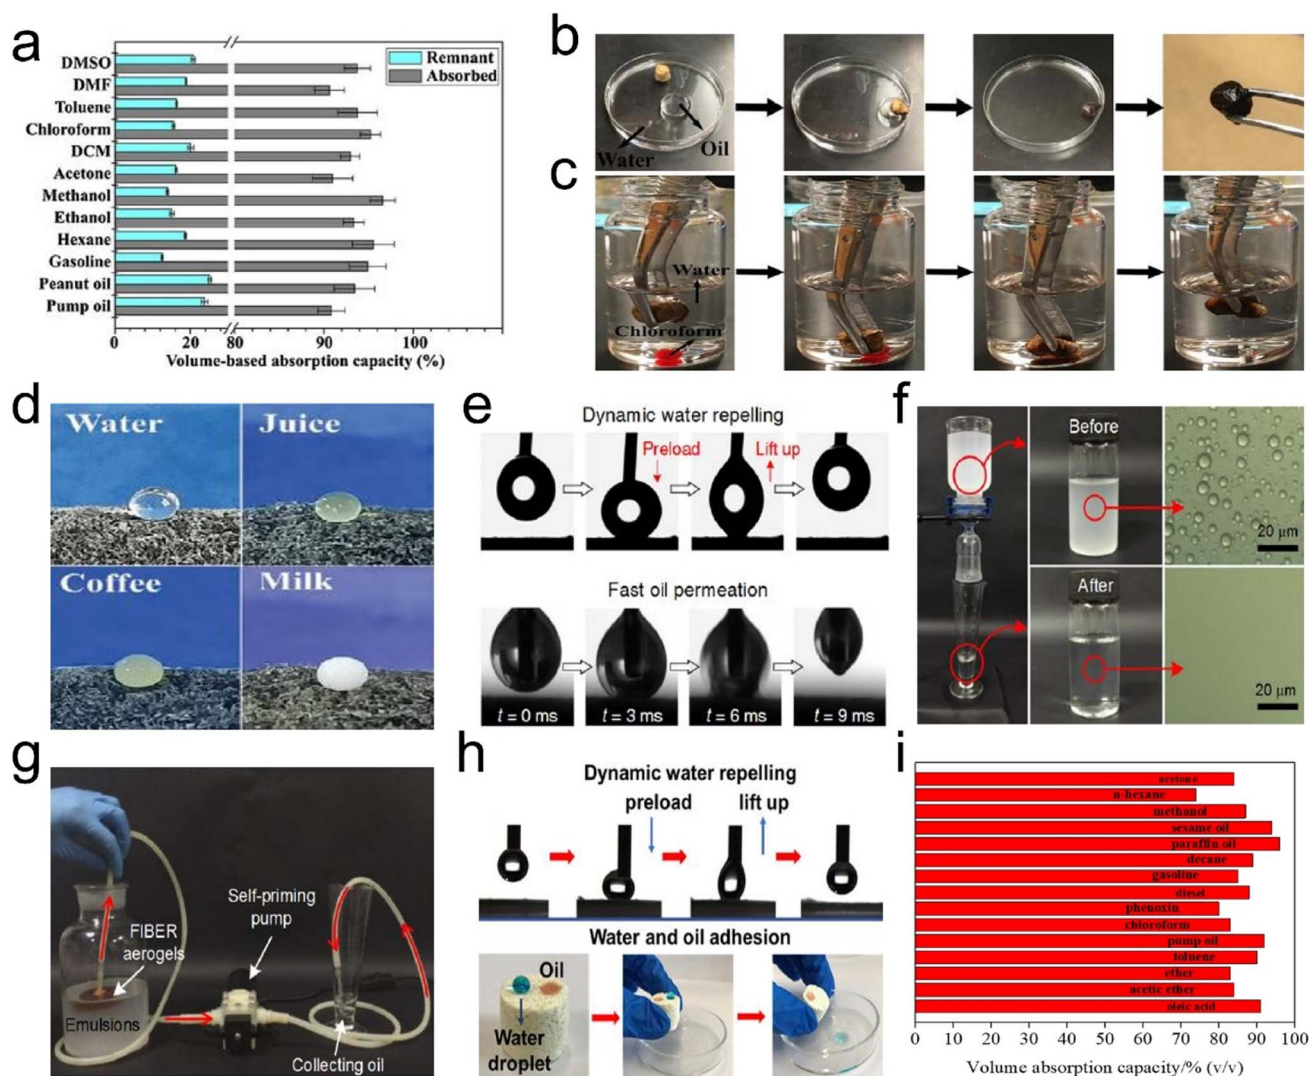 a
Remnant
Absorbed
DMSO
DMF
Toluene
Chloroform
DCM
Acetone
Methanol
Ethanol
Hexane
Gasoline
Peanut oil
Pump oil
0 20 80 90 100
Volume-based absorption capacity (%)
b
Water
Oil
c
Water
Chloroform
d
Water
Juice
Coffee
Milk
e
Dynamic water repelling
Preload
Lift up
Fast oil permeation
t = 0 ms
t = 3 ms
t = 6 ms
t = 9 ms
f
Before
20 μm
After
20 μm
g
Self-priming
pump
FIBER
aerogels
Emulsions
Collecting oil
h
Dynamic water repelling
preload
lift up
Water and oil adhesion
Oil
Water
droplet
i
acetone
n-hexane
methanol
sesame oil
paraffin oil
decane
gasoline
diesel
phenoxin
chloroform
pump oil
toluene
ether
acetic ether
oleic acid
0 10 20 30 40 50 60 70 80 90 100
Volume absorption capacity/% (v/v)